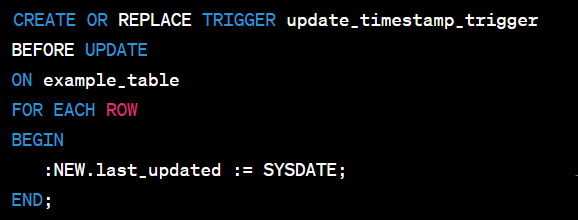 CREATE OR REPLACE TRIGGER update_timestamp_trigger
BEFORE UPDATE
ON example_table
FOR EACH ROW
BEGIN
   :NEW.last_updated := SYSDATE;
END;